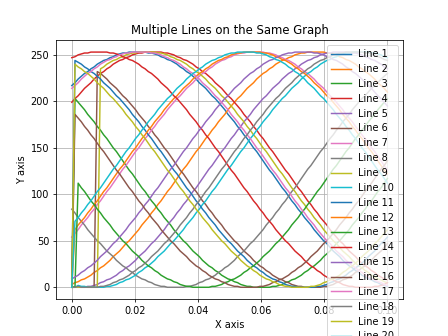 Multiple Lines on the Same Graph
Y axis
250
200
150
100
50
0
0.00
0.02
0.04
0.06
0.08
X axis
Line 1
Line 2
Line 3
Line 4
Line 5
Line 6
Line 7
Line 8
Line 9
Line 10
Line 11
Line 12
Line 13
Line 14
Line 15
Line 16
Line 17
Line 18
Line 19
Line 20